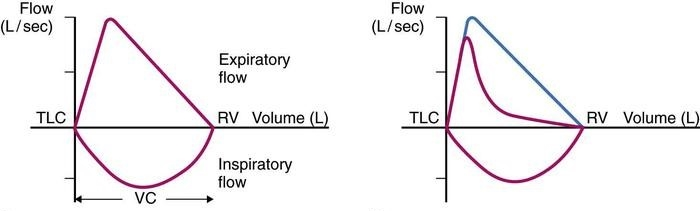 Flow
(L/sec)
Expiratory
flow
TLC
RV
Volume (L)
Inspiratory
flow
VC
Flow
(L/sec)
TLC
RV
Volume (L)